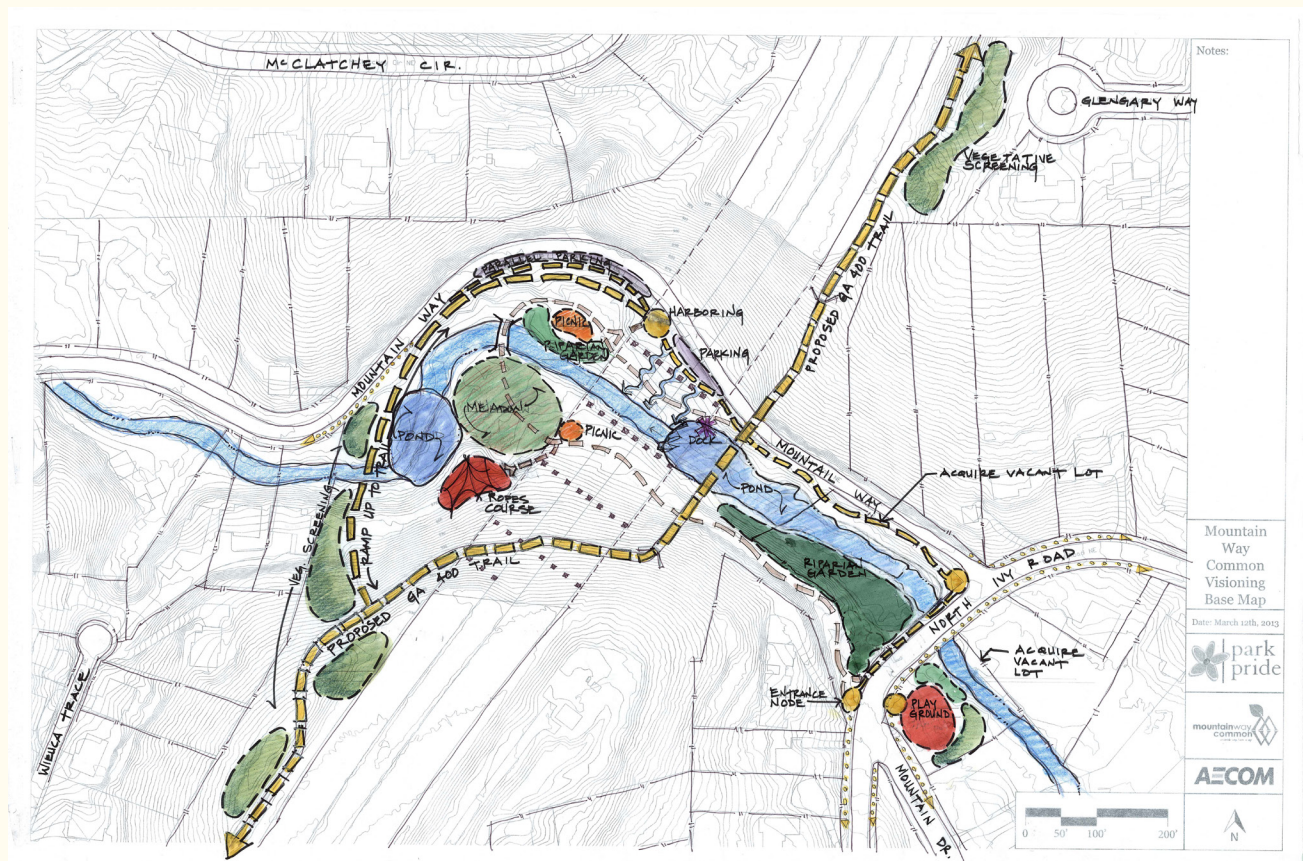 Notes:
McCLATCHEY CIR.
GLENGARY WAY
VEGETATIVE
SCREENING
PROPOSED GA 400 TRAIL
PARALLEL PARKING
MOUNTAIN WAY
HARBORING
PICNIC
RIPARIAN
GARDEN
PARKING
MEADOW
POND
PICNIC
DOCK
MOUNTAIL WAY
ACQUIRE VACANT LOT
ROPES
COURSE
POND
VEG. SCREENING
RAMP UP TO TRAIL
PROPOSED GA 400 TRAIL
RIPARIAN
GARDEN
NORTH IVY ROAD
ACQUIRE
VACANT
LOT
ENTRANCE
NODE
PLAY
GROUND
WIEUCA TRACE
MOUNTAIN DR.
Mountain
Way
Common
Visioning
Base Map
Date: March 12th, 2013
park
pride
mountainway
common
AECOM
0 50' 100' 200'
N